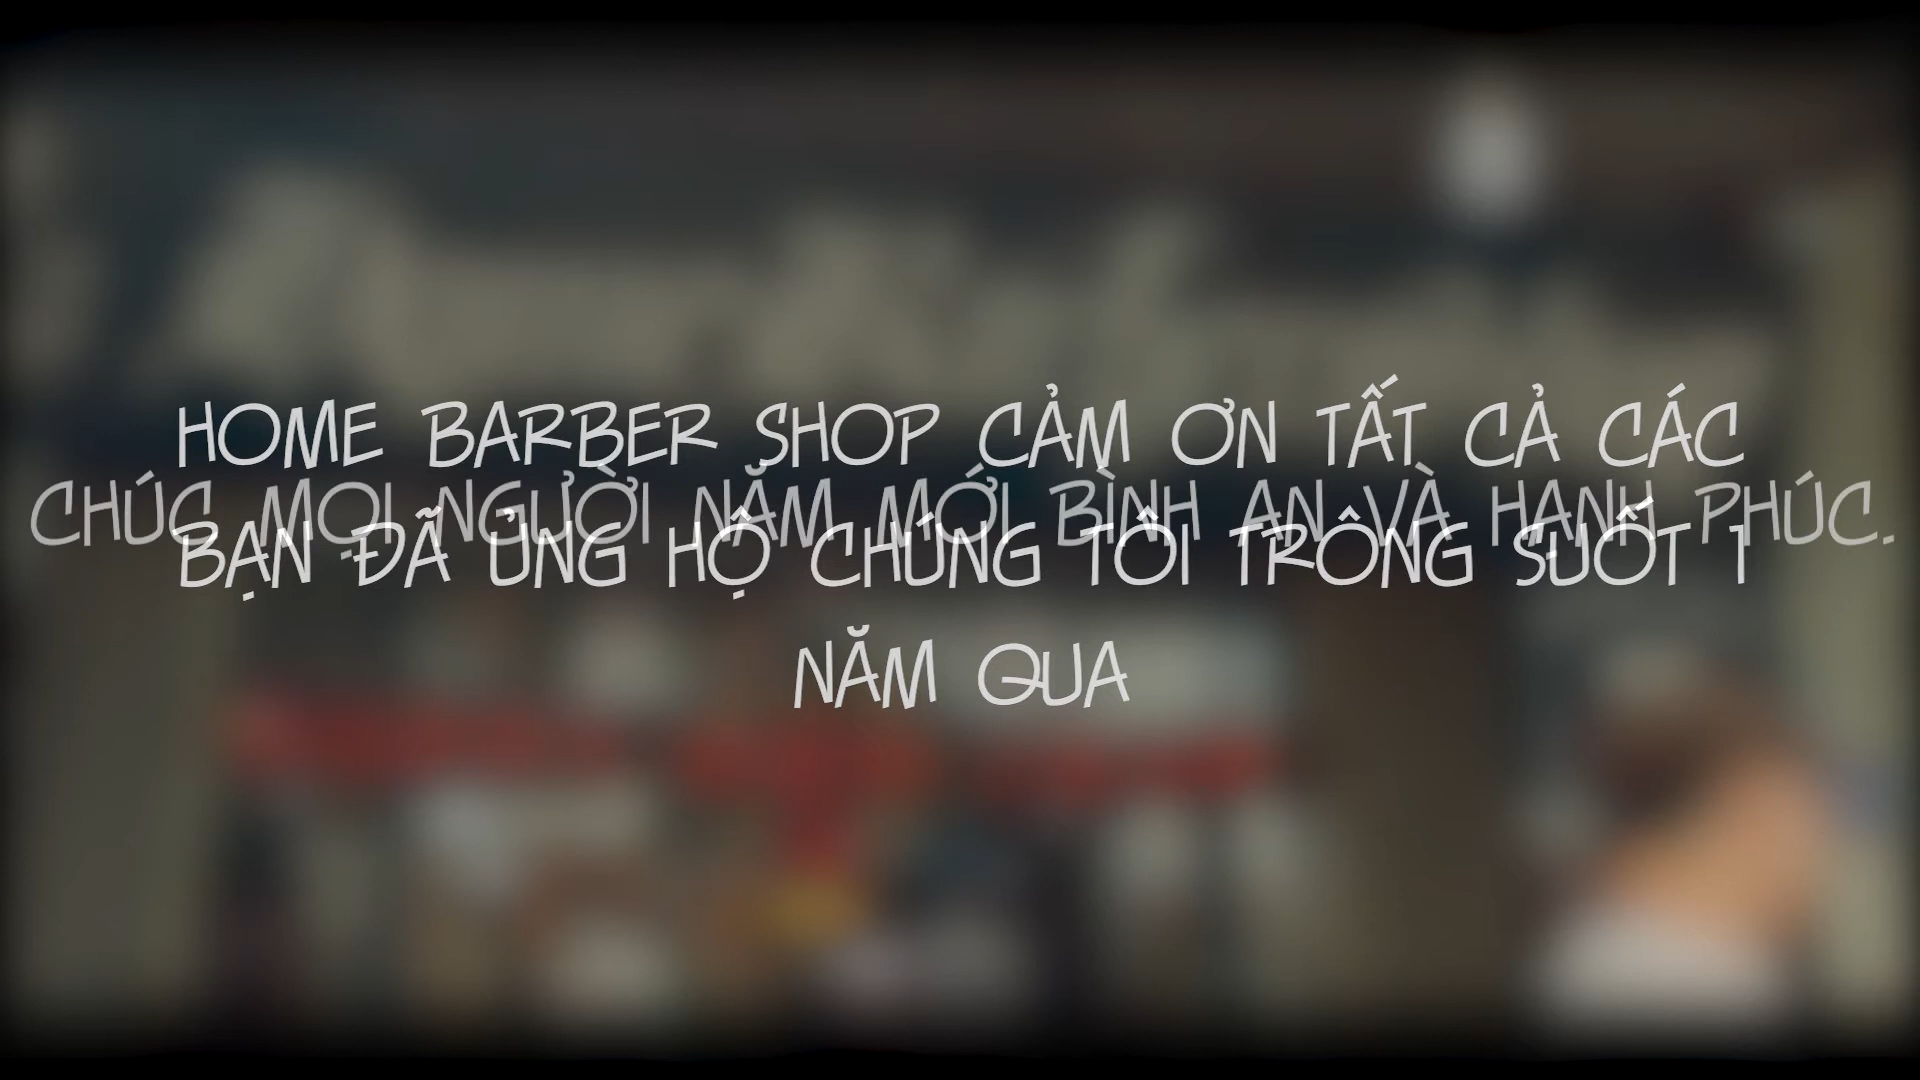 HOME BARBER SHOP CẢM ƠN TẤT CẢ CÁC
CHÚC MỌI NGƯỜI NĂM MỚI BÌNH AN VÀ HẠNH PHÚC.
BẠN ĐÃ ỦNG HỘ CHÚNG TÔI TRÔNG SUỐT 1
NĂM QUA